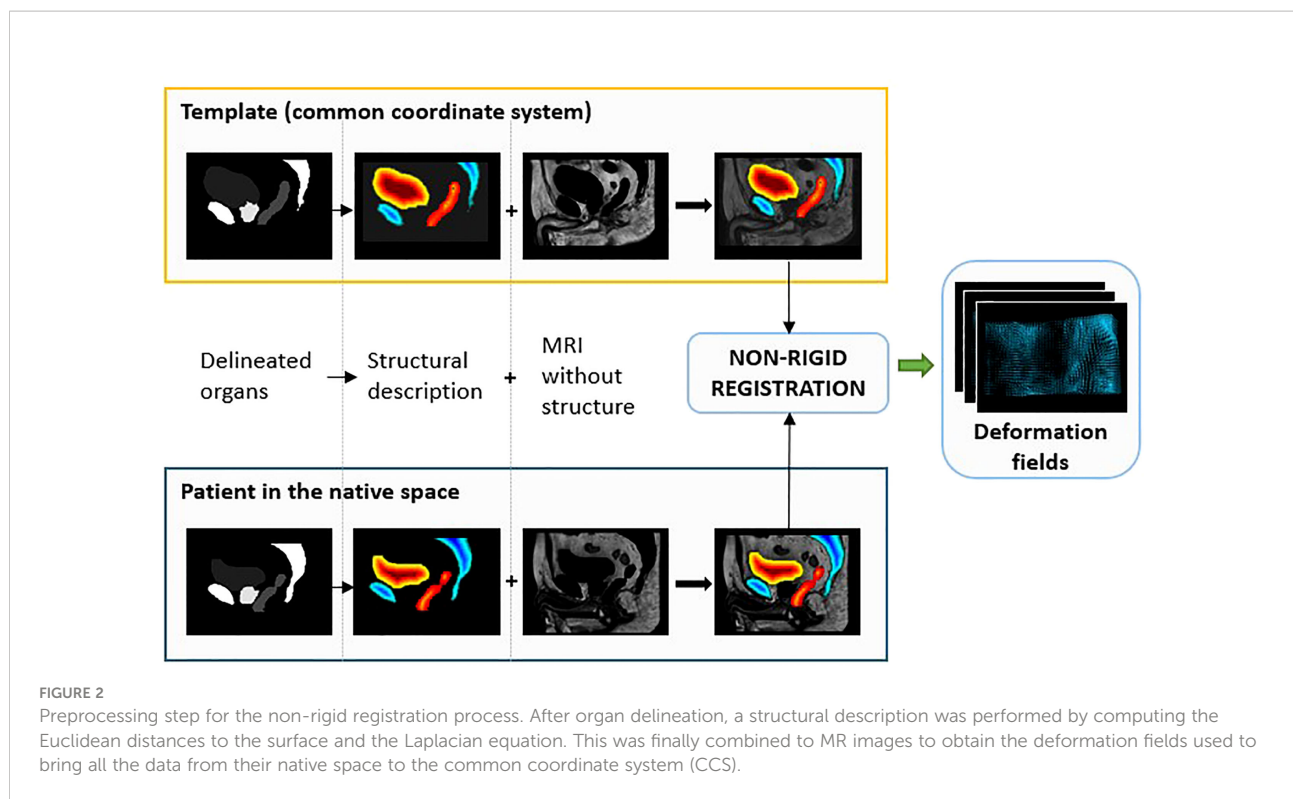 Template (common coordinate system)
+
Delineated
organs
Structural
description
+
MRI
without
structure
NON-RIGID
REGISTRATION
Deformation
fields
Patient in the native space
+
FIGURE 2
Preprocessing step for the non-rigid registration process. After organ delineation, a structural description was performed by computing the
Euclidean distances to the surface and the Laplacian equation. This was finally combined to MR images to obtain the deformation fields used to
bring all the data from their native space to the common coordinate system (CCS).